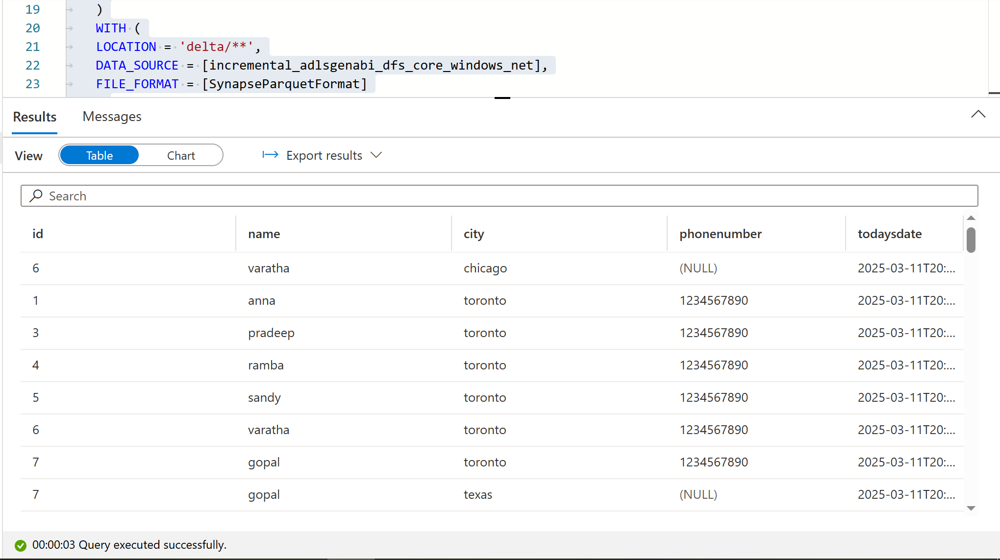 19 )
20 WITH (
21 LOCATION = 'delta/**',
22 DATA_SOURCE = [incremental_adlsgenabi_dfs_core_windows_net],
23 FILE_FORMAT = [SynapseParquetFormat]
Results Messages
View Table Chart Export results
Search
id name city phonenumber todaysdate
6 varatha chicago (NULL) 2025-03-11T20:...
1 anna toronto 1234567890 2025-03-11T20:...
3 pradeep toronto 1234567890 2025-03-11T20:...
4 ramba toronto 1234567890 2025-03-11T20:...
5 sandy toronto 1234567890 2025-03-11T20:...
6 varatha toronto 1234567890 2025-03-11T20:...
7 gopal toronto 1234567890 2025-03-11T20:...
7 gopal texas (NULL) 2025-03-11T20:...
00:00:03 Query executed successfully.